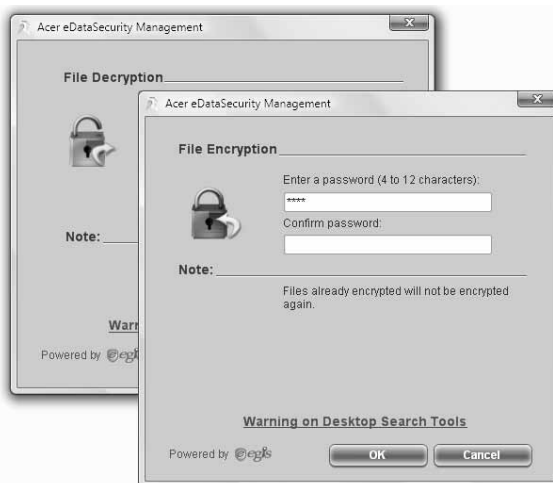 Acer eDataSecurity Management
x
File Decryption
Note:
Warn
Powered by egis
Acer eDataSecurity Management
x
File Encryption
Enter a password (4 to 12 characters):
****
Confirm password:
Note:
Files already encrypted will not be encrypted
again.
Warning on Desktop Search Tools
Powered by egis
OK
Cancel